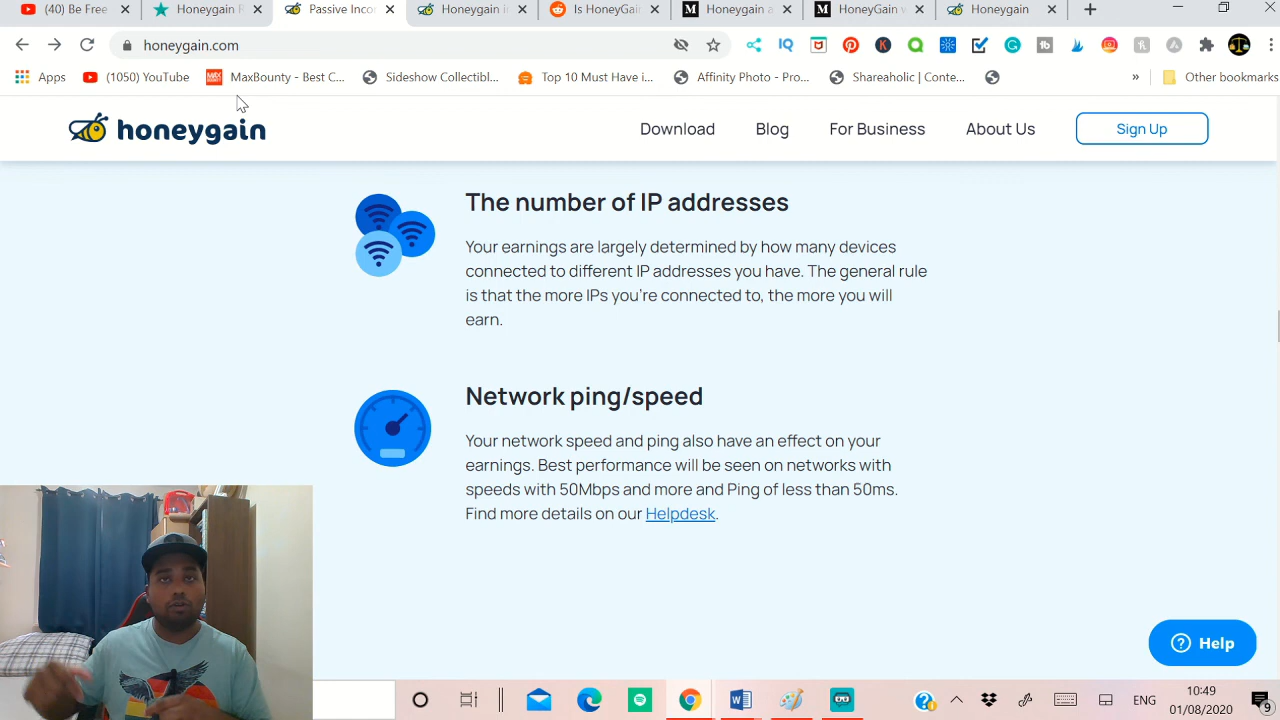 (40) Be Free
Honeygain R
Passive Inco
Honeygain i
Is HoneyGai
Honeygain a
HoneyGain v
Honeygain
honeygain.com
Apps
(1050) YouTube
MaxBounty - Best C...
Sideshow Collectibl...
Top 10 Must Have i...
Affinity Photo - Pro...
Shareaholic | Conte...
»
Other bookmarks
honeygain
Download
Blog
For Business
About Us
Sign Up
The number of IP addresses
Your earnings are largely determined by how many devices
connected to different IP addresses you have. The general rule
is that the more IPs you're connected to, the more you will
earn.
Network ping/speed
Your network speed and ping also have an effect on your
earnings. Best performance will be seen on networks with
speeds with 50Mbps and more and Ping of less than 50ms.
Find more details on our Helpdesk.
Help
ENG
10:49
01/08/2020